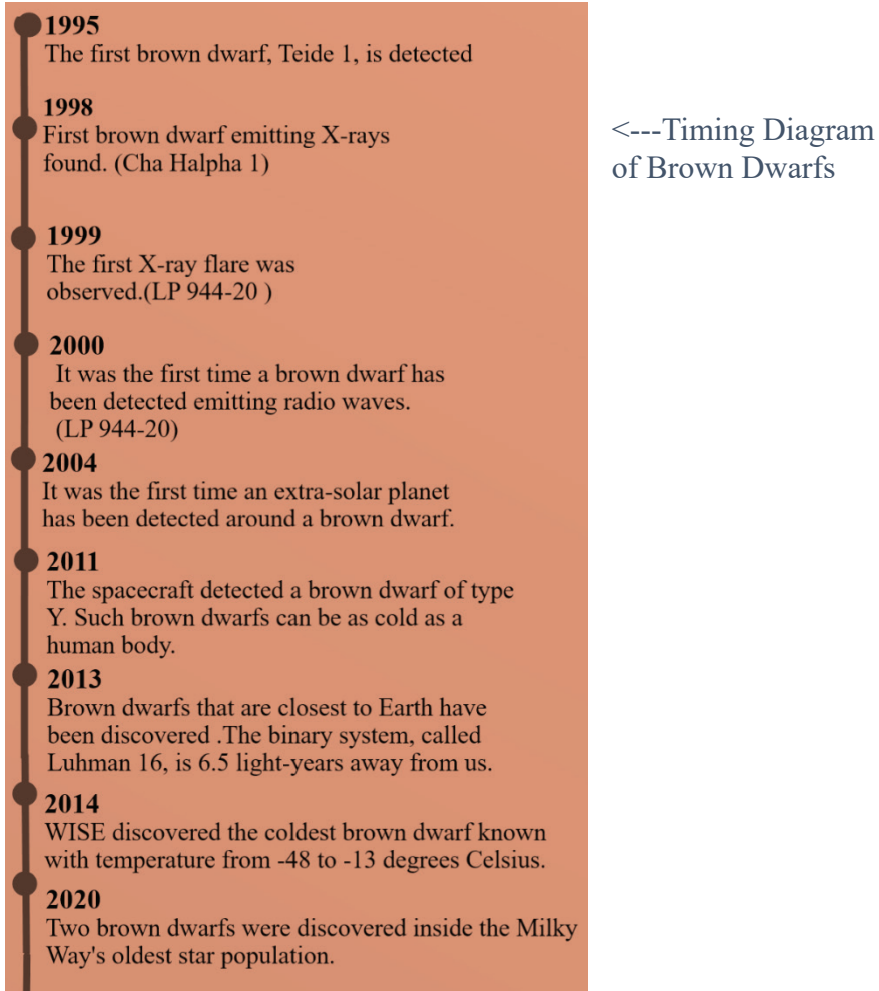 1995
The first brown dwarf, Teide 1, is detected
1998
First brown dwarf emitting X-rays
found. (Cha Halpha 1)
1999
The first X-ray flare was
observed.(LP 944-20 )
2000
It was the first time a brown dwarf has
been detected emitting radio waves.
(LP 944-20)
2004
It was the first time an extra-solar planet
has been detected around a brown dwarf.
2011
The spacecraft detected a brown dwarf of type
Y. Such brown dwarfs can be as cold as a
human body.
2013
Brown dwarfs that are closest to Earth have
been discovered .The binary system, called
Luhman 16, is 6.5 light-years away from us.
2014
WISE discovered the coldest brown dwarf known
with temperature from -48 to -13 degrees Celsius.
2020
Two brown dwarfs were discovered inside the Milky
Way's oldest star population.
<---Timing Diagram
of Brown Dwarfs